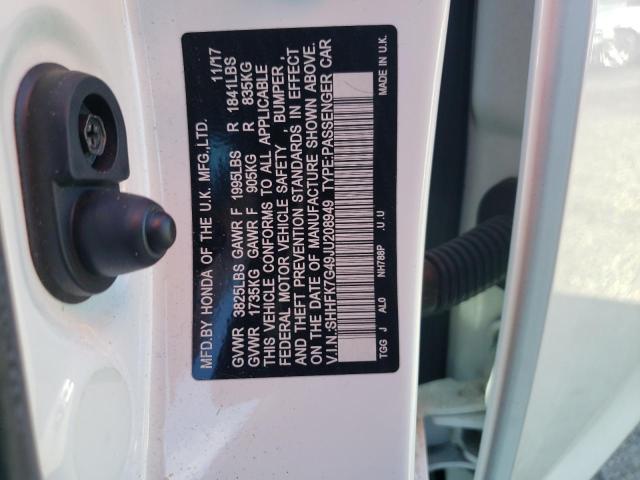 MFD.BY HONDA OF THE U.K. MFG.,LTD. 11/17
GVWR 3825LBS GAWR F 1995LBS R 1841LBS
GVWR 1735KG GAWR F 905KG R 835KG
THIS VEHICLE CONFORMS TO ALL APPLICABLE
FEDERAL MOTOR VEHICLE SAFETY , BUMPER ,
AND THEFT PREVENTION STANDARDS IN EFFECT
ON THE DATE OF MANUFACTURE SHOWN ABOVE.
V.I.N.:SHHFK7G49JU208949 TYPE:PASSENGER CAR
TGG J AL0 NH788P .U.U MADE IN U.K.